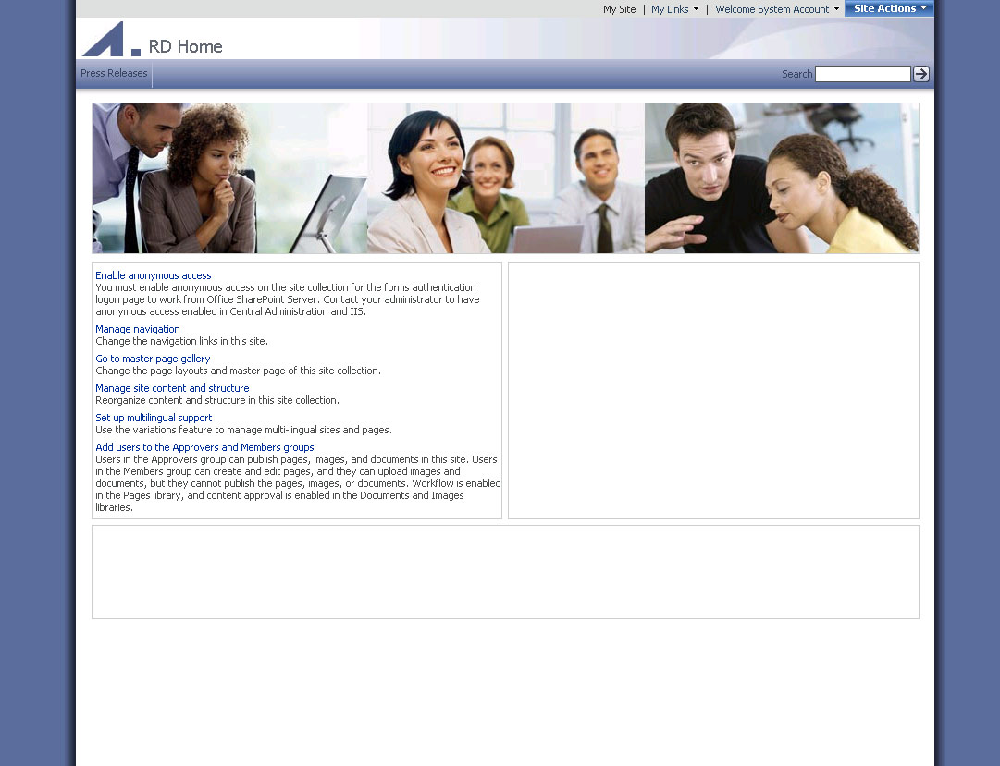 My Site | My Links | Welcome System Account Site Actions
RD Home
Press Releases
Search
Enable anonymous access
You must enable anonymous access on the site collection for the forms authentication
logon page to work from Office SharePoint Server. Contact your administrator to have
anonymous access enabled in Central Administration and IIS.
Manage navigation
Change the navigation links in this site.
Go to master page gallery
Change the page layouts and master page of this site collection.
Manage site content and structure
Reorganize content and structure in this site collection.
Set up multilingual support
Use the variations feature to manage multi-lingual sites and pages.
Add users to the Approvers and Members groups
Users in the Approvers group can publish pages, images, and documents in this site. Users
in the Members group can create and edit pages, and they can upload images and
documents, but they cannot publish the pages, images, or documents. Workflow is enabled
in the Pages library, and content approval is enabled in the Documents and Images
libraries.